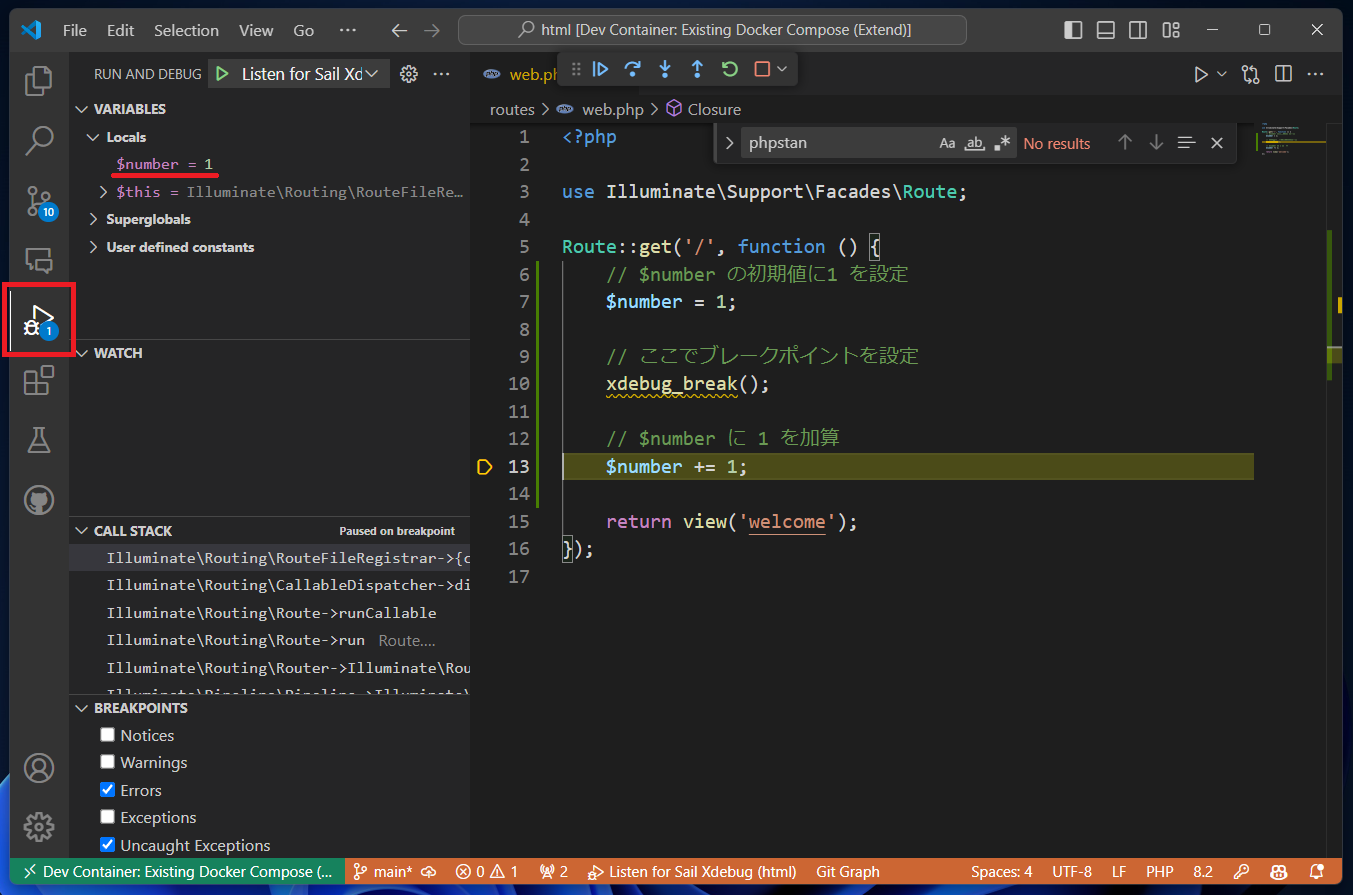 File Edit Selection View Go ··· html [Dev Container: Existing Docker Compose (Extend)]
RUN AND DEBUG Listen for Sail Xd
VARIABLES
Locals
$number = 1
$this = Illuminate\Routing\RouteFileRe…
Superglobals
User defined constants
10
1
WATCH
CALL STACK Paused on breakpoint
Illuminate\Routing\RouteFileRegistrar->{c
Illuminate\Routing\CallableDispatcher->di
Illuminate\Routing\Route->runCallable
Illuminate\Routing\Route->run Route....
Illuminate\Routing\Router->Illuminate\Rou
Illuminate\Pipeline\Pipeline->Illuminate\
BREAKPOINTS
Notices
Warnings
Errors
Exceptions
Uncaught Exceptions
php web.ph
routes > php web.php > Closure
phpstan Aa ab .* No results
1 <?php
2
3 use Illuminate\Support\Facades\Route;
4
5 Route::get('/', function () {
6 // $number の初期値に1 を設定
7 $number = 1;
8
9 // ここでブレークポイントを設定
10 xdebug_break();
11
12 // $number に 1 を加算
13 $number += 1;
14
15 return view('welcome');
16 });
17
Dev Container: Existing Docker Compose (... main* 0 1 2 Listen for Sail Xdebug (html) Git Graph Spaces: 4 UTF-8 LF PHP 8.2